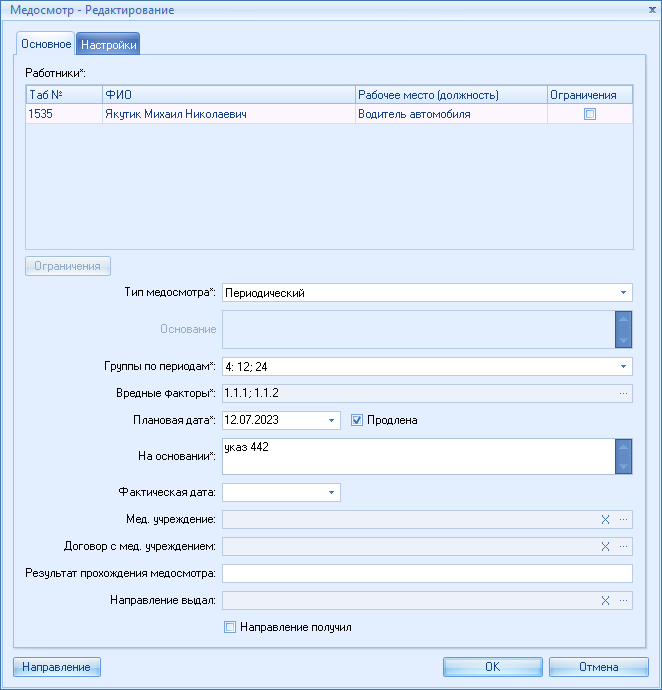 Медосмотр - Редактирование
Основное Настройки
Работники*:
Таб № ФИО Рабочее место (должность) Ограничения
1535 Якутик Михаил Николаевич Водитель автомобиля
Ограничения
Тип медосмотра*: Периодический
Основание
Группы по периодам*: 4: 12; 24
Вредные факторы*: 1.1.1; 1.1.2 ...
Плановая дата*: 12.07.2023 Продлена
На основании*: указ 442
Фактическая дата:
Мед. учреждение: X ...
Договор с мед. учреждением: X ...
Результат прохождения медосмотра:
Направление выдал: X ...
Направление получил
Направление OK Отмена